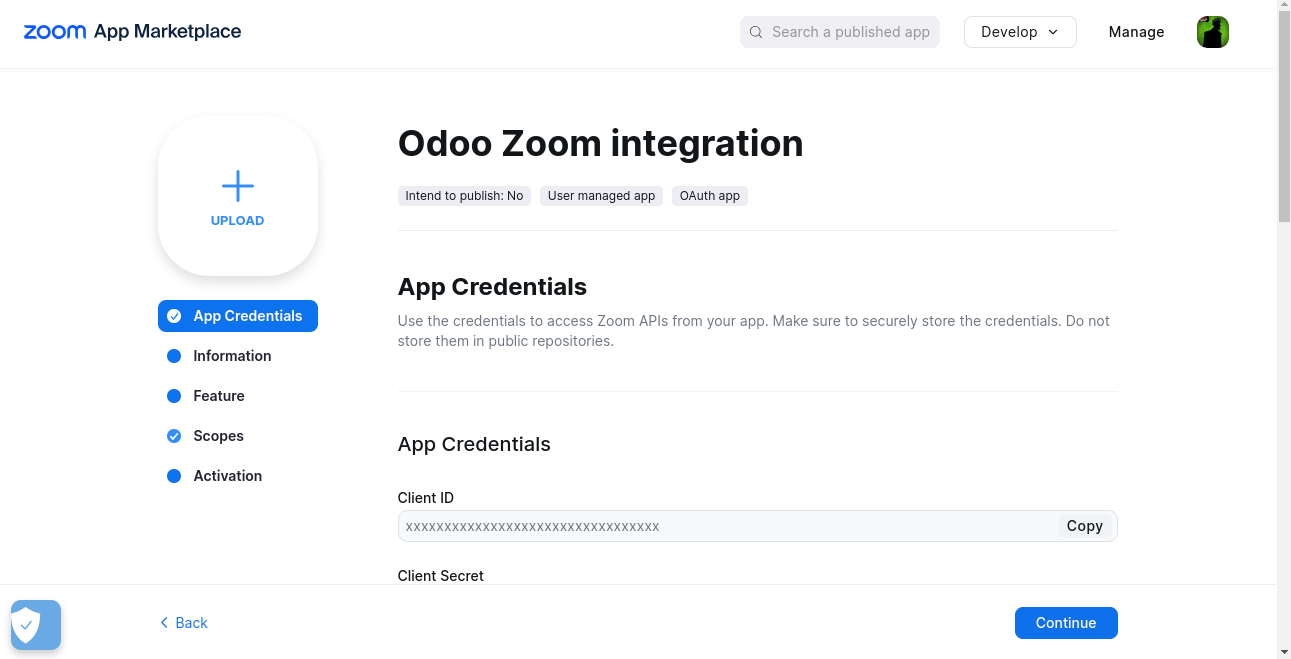 zoom App Marketplace
Search a published app
Develop
Manage
UPLOAD
App Credentials
Information
Feature
Scopes
Activation
Odoo Zoom integration
Intend to publish: No
User managed app
OAuth app
App Credentials
Use the credentials to access Zoom APIs from your app. Make sure to securely store the credentials. Do not
store them in public repositories.
App Credentials
Client ID
xxxxxxxxxxxxxxxxxxxxxxxxxxxxxxxxx
Copy
Client Secret
Back
Continue